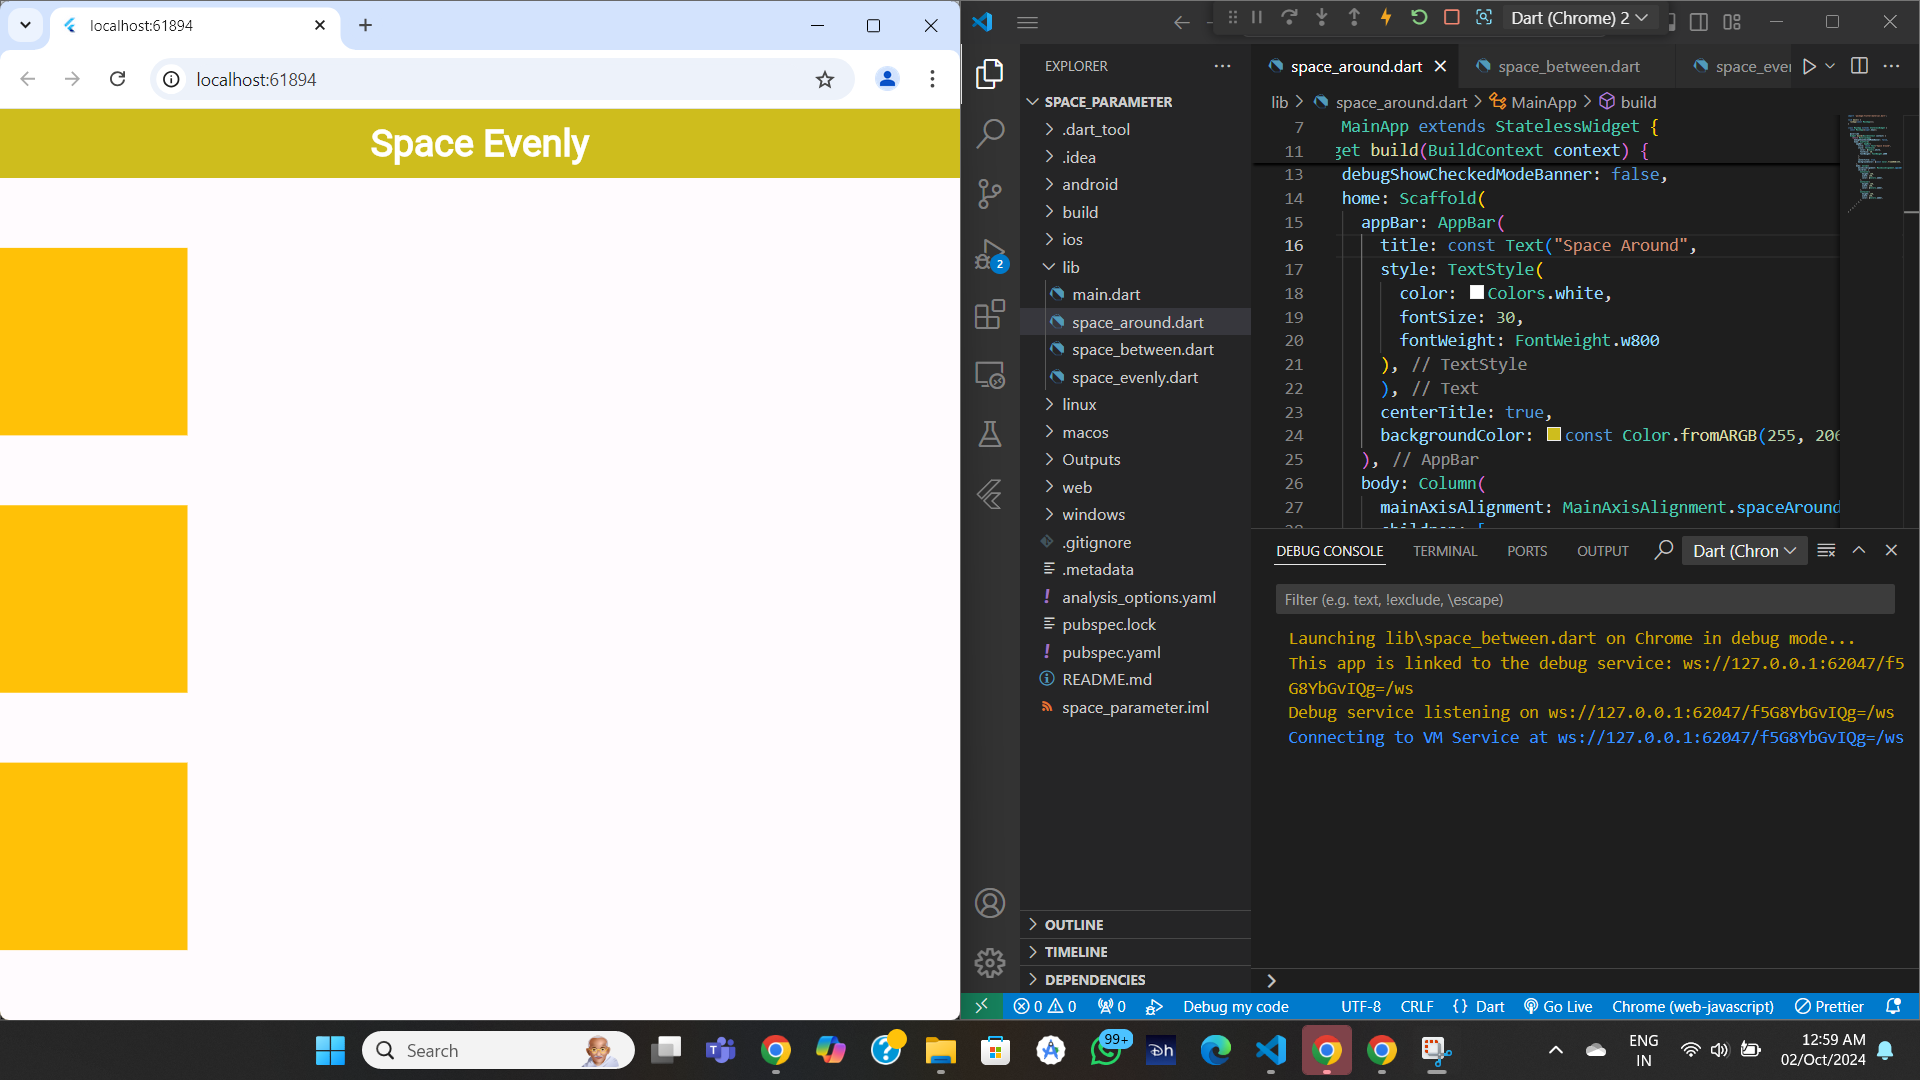 localhost:61894
localhost:61894
Space Evenly
Dart (Chrome) 2
EXPLORER
SPACE_PARAMETER
.dart_tool
.idea
android
build
ios
lib
main.dart
space_around.dart
space_between.dart
space_evenly.dart
linux
macos
Outputs
web
windows
.gitignore
.metadata
! analysis_options.yaml
pubspec.lock
! pubspec.yaml
README.md
space_parameter.iml
OUTLINE
TIMELINE
DEPENDENCIES
2
space_around.dart
space_between.dart
space_ever
lib > space_around.dart > MainApp > build
7 MainApp extends StatelessWidget {
11 get build(BuildContext context) {
13 debugShowCheckedModeBanner: false,
14 home: Scaffold(
15 appBar: AppBar(
16 title: const Text("Space Around",
17 style: TextStyle(
18 color: Colors.white,
19 fontSize: 30,
20 fontWeight: FontWeight.w800
21 ), // TextStyle
22 ), // Text
23 centerTitle: true,
24 backgroundColor: const Color.fromARGB(255, 206
25 ), // AppBar
26 body: Column(
27 mainAxisAlignment: MainAxisAlignment.spaceAround
28 children: [
DEBUG CONSOLE
TERMINAL
PORTS
OUTPUT
Dart (Chron
Filter (e.g. text, !exclude, \escape)
Launching lib\space_between.dart on Chrome in debug mode...
This app is linked to the debug service: ws://127.0.0.1:62047/f5
G8YbGvIQg=/ws
Debug service listening on ws://127.0.0.1:62047/f5G8YbGvIQg=/ws
Connecting to VM Service at ws://127.0.0.1:62047/f5G8YbGvIQg=/ws
0 0 0 Debug my code UTF-8 CRLF {} Dart Go Live Chrome (web-javascript) Prettier
Search
99+
ENG
IN
12:59 AM
02/Oct/2024